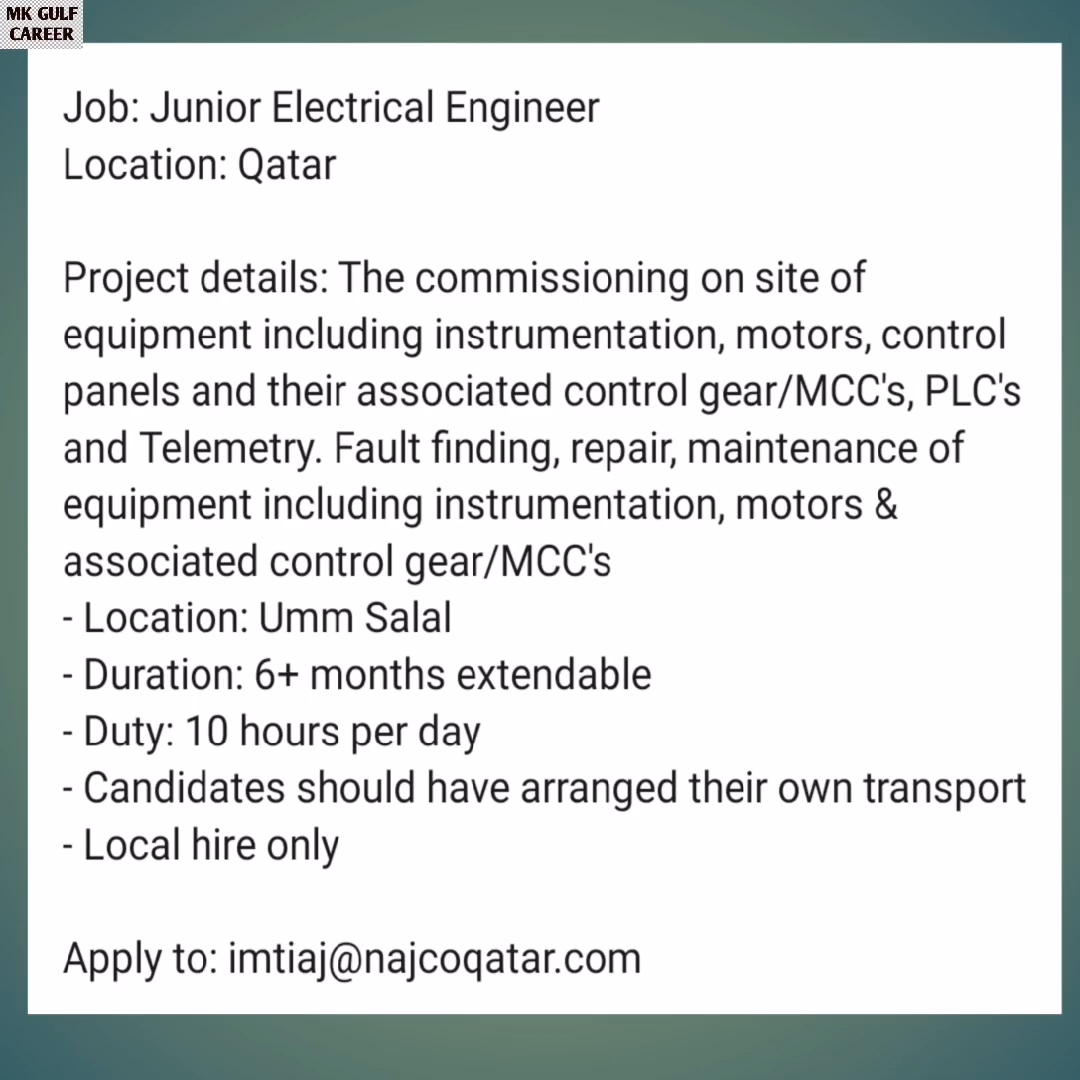 MK GULF
CAREER
Job: Junior Electrical Engineer
Location: Qatar
Project details: The commissioning on site of
equipment including instrumentation, motors, control
panels and their associated control gear/MCC's, PLC's
and Telemetry. Fault finding, repair, maintenance of
equipment including instrumentation, motors &
associated control gear/MCC's
- Location: Umm Salal
- Duration: 6+ months extendable
- Duty: 10 hours per day
- Candidates should have arranged their own transport
- Local hire only
Apply to: imtiaj@najcoqatar.com